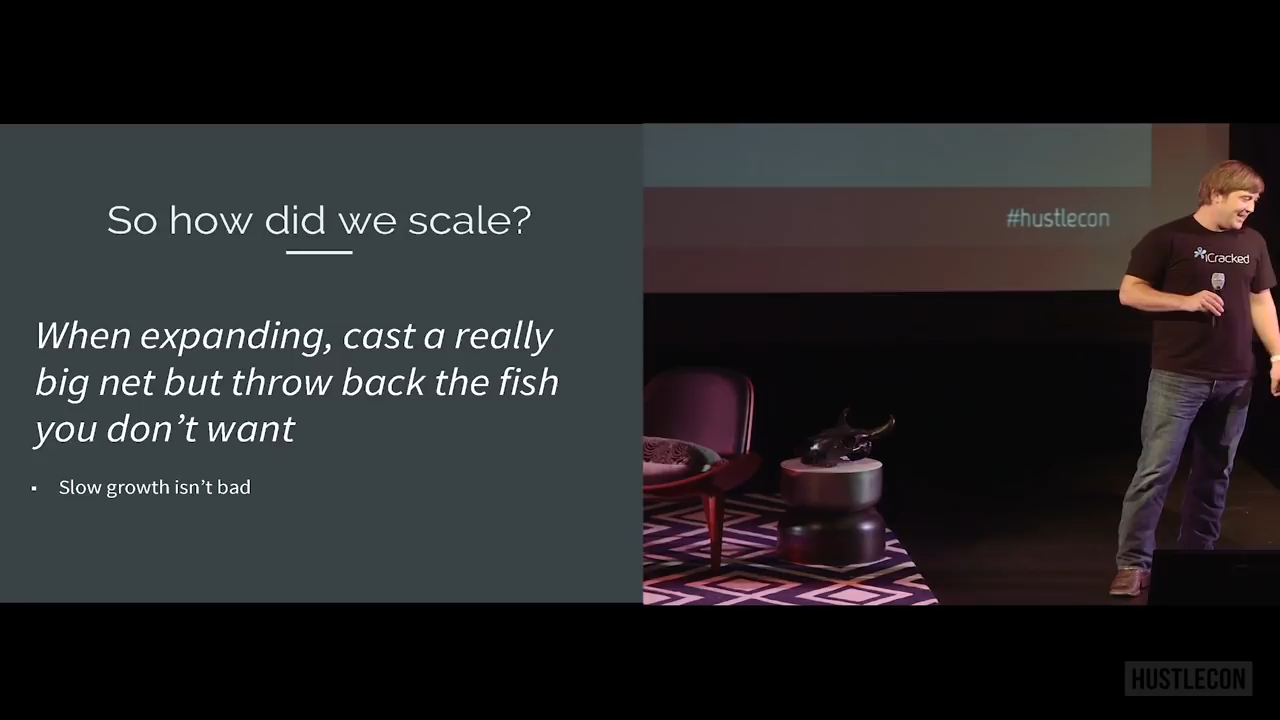 So how did we scale?
When expanding, cast a really
big net but throw back the fish
you don’t want
▪ Slow growth isn’t bad
#hustlecon
iCracked
HUSTLECON